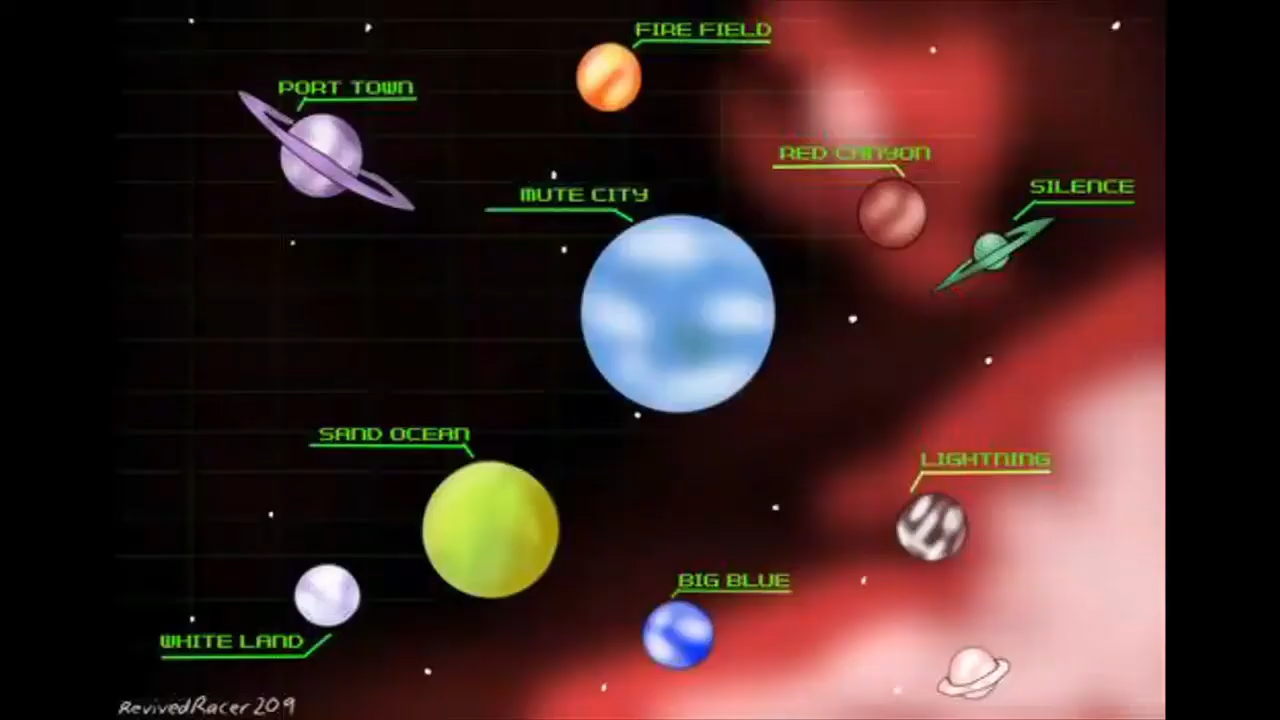 FIRE FIELD
PORT TOWN
RED CANYON
SILENCE
MUTE CITY
SAND OCEAN
LIGHTNING
BIG BLUE
WHITE LAND
RevivedRacer209